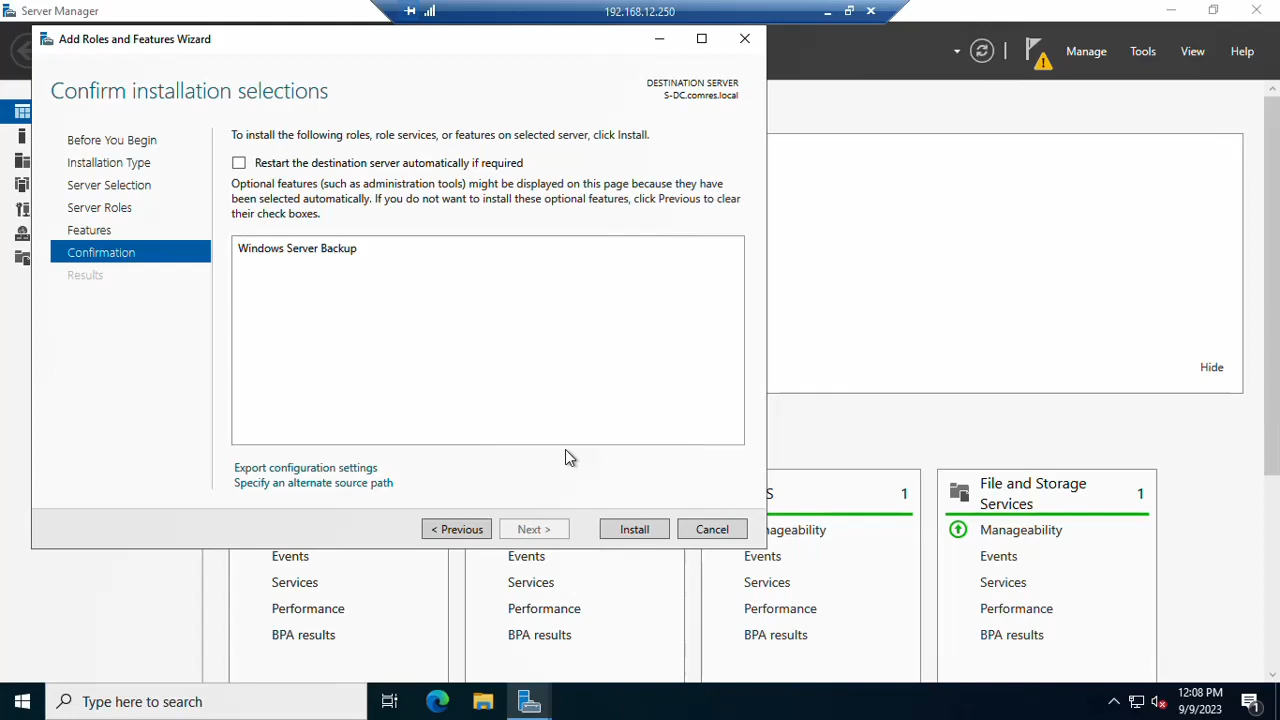 Server Manager
192.168.12.250
Add Roles and Features Wizard
Manage
Tools
View
Help
Confirm installation selections
DESTINATION SERVER
S-DC.comres.local
Before You Begin
Installation Type
Server Selection
Server Roles
Features
Confirmation
Results
To install the following roles, role services, or features on selected server, click Install.
Restart the destination server automatically if required
Optional features (such as administration tools) might be displayed on this page because they have
been selected automatically. If you do not want to install these optional features, click Previous to clear
their check boxes.
Windows Server Backup
Export configuration settings
Specify an alternate source path
< Previous
Next >
Install
Cancel
Hide
Events
Services
Performance
BPA results
Events
Services
Performance
BPA results
S
1
Events
Services
Performance
BPA results
File and Storage
Services
1
Manageability
Events
Services
Performance
BPA results
Type here to search
12:08 PM
9/9/2023
1